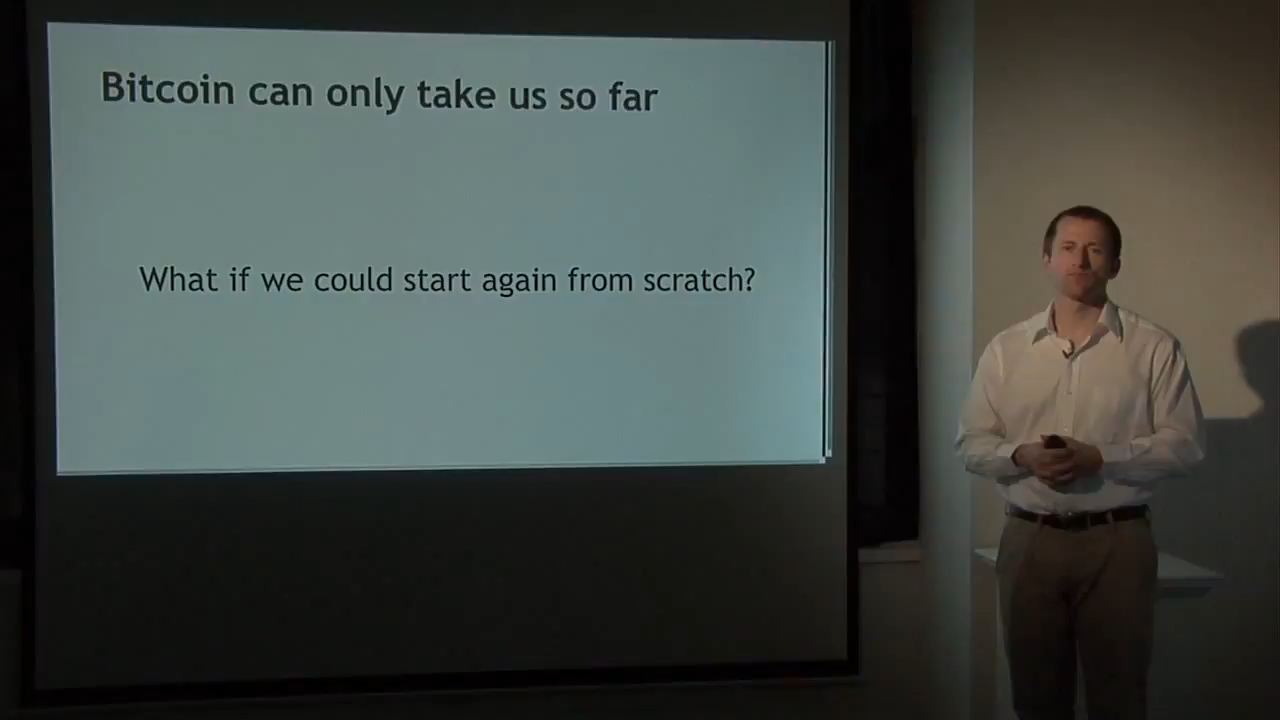 Bitcoin can only take us so far
What if we could start again from scratch?